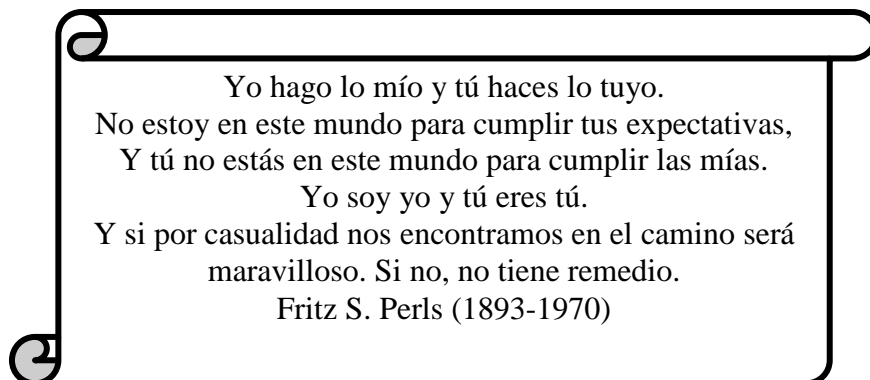 Yo hago lo mío y tú haces lo tuyo.
No estoy en este mundo para cumplir tus expectativas,
Y tú no estás en este mundo para cumplir las mías.
Yo soy yo y tú eres tú.
Y si por casualidad nos encontramos en el camino será
maravilloso. Si no, no tiene remedio.
Fritz S. Perls (1893-1970)